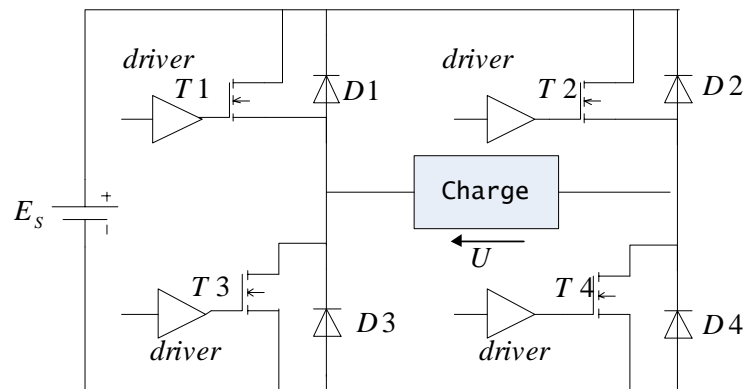 driver
T1
D1
driver
T2
D2
Charge
E_S
+
-
U
T3
D3
driver
T4
D4
driver